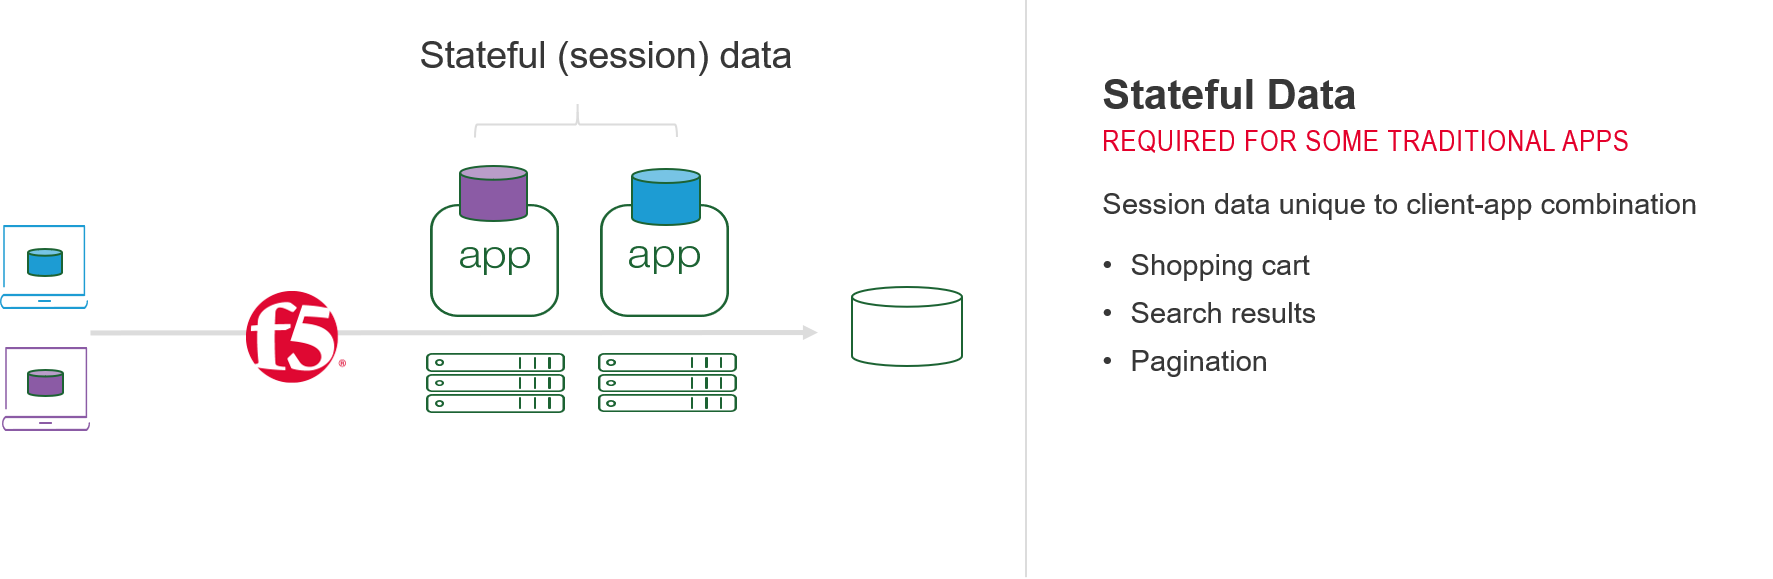 Stateful (session) data
app
app
f5®
Stateful Data
REQUIRED FOR SOME TRADITIONAL APPS
Session data unique to client-app combination
• Shopping cart
• Search results
• Pagination